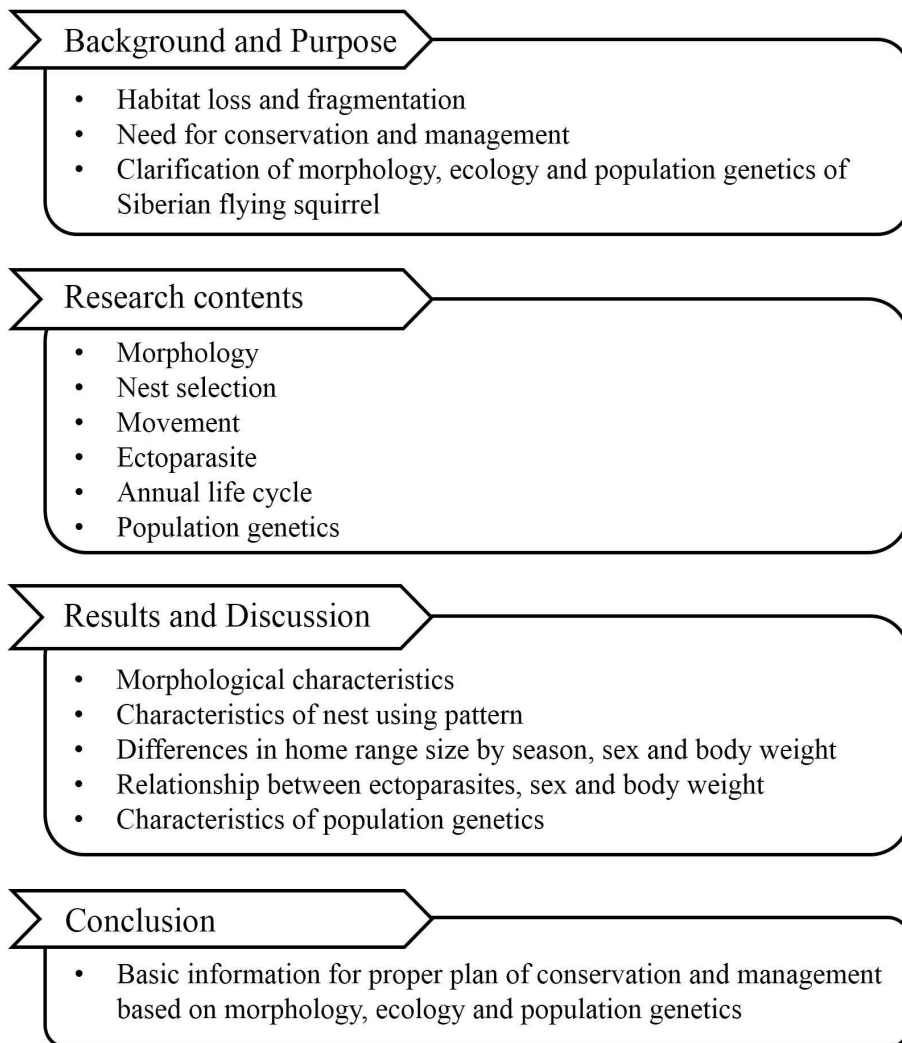 Background and Purpose
• Habitat loss and fragmentation
• Need for conservation and management
• Clarification of morphology, ecology and population genetics of
Siberian flying squirrel
Research contents
• Morphology
• Nest selection
• Movement
• Ectoparasite
• Annual life cycle
• Population genetics
Results and Discussion
• Morphological characteristics
• Characteristics of nest using pattern
• Differences in home range size by season, sex and body weight
• Relationship between ectoparasites, sex and body weight
• Characteristics of population genetics
Conclusion
• Basic information for proper plan of conservation and management
based on morphology, ecology and population genetics